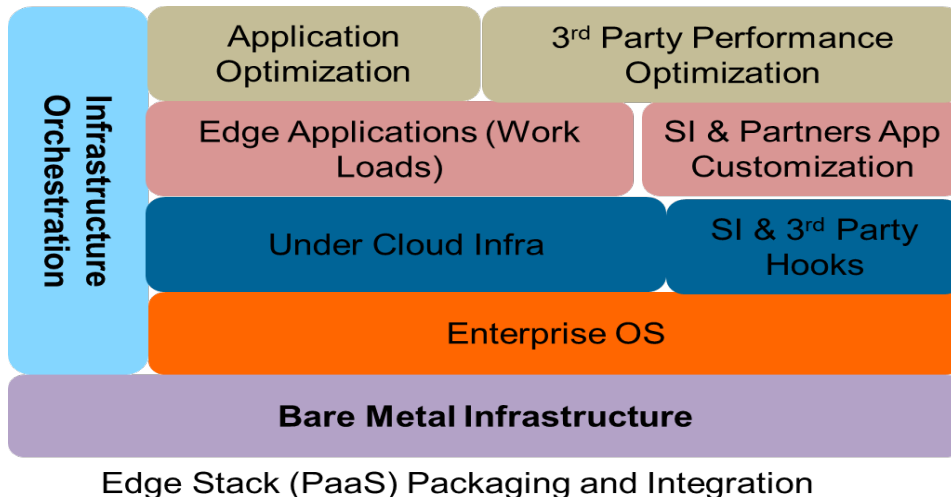 Infrastructure
Orchestration
Application
Optimization
3rd Party Performance
Optimization
Edge Applications (Work
Loads)
SI & Partners App
Customization
Under Cloud Infra
SI & 3rd Party
Hooks
Enterprise OS
Bare Metal Infrastructure
Edge Stack (PaaS) Packaging and Integration